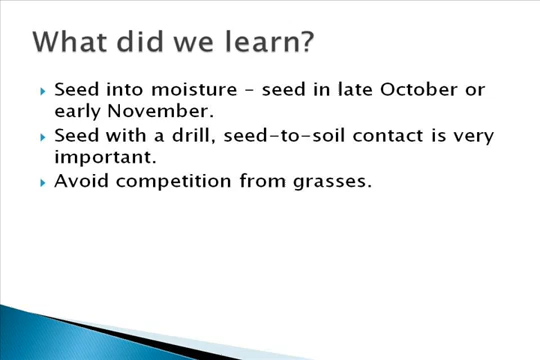 What did we learn?
Seed into moisture – seed in late October or
early November.
Seed with a drill, seed-to-soil contact is very
important.
Avoid competition from grasses.